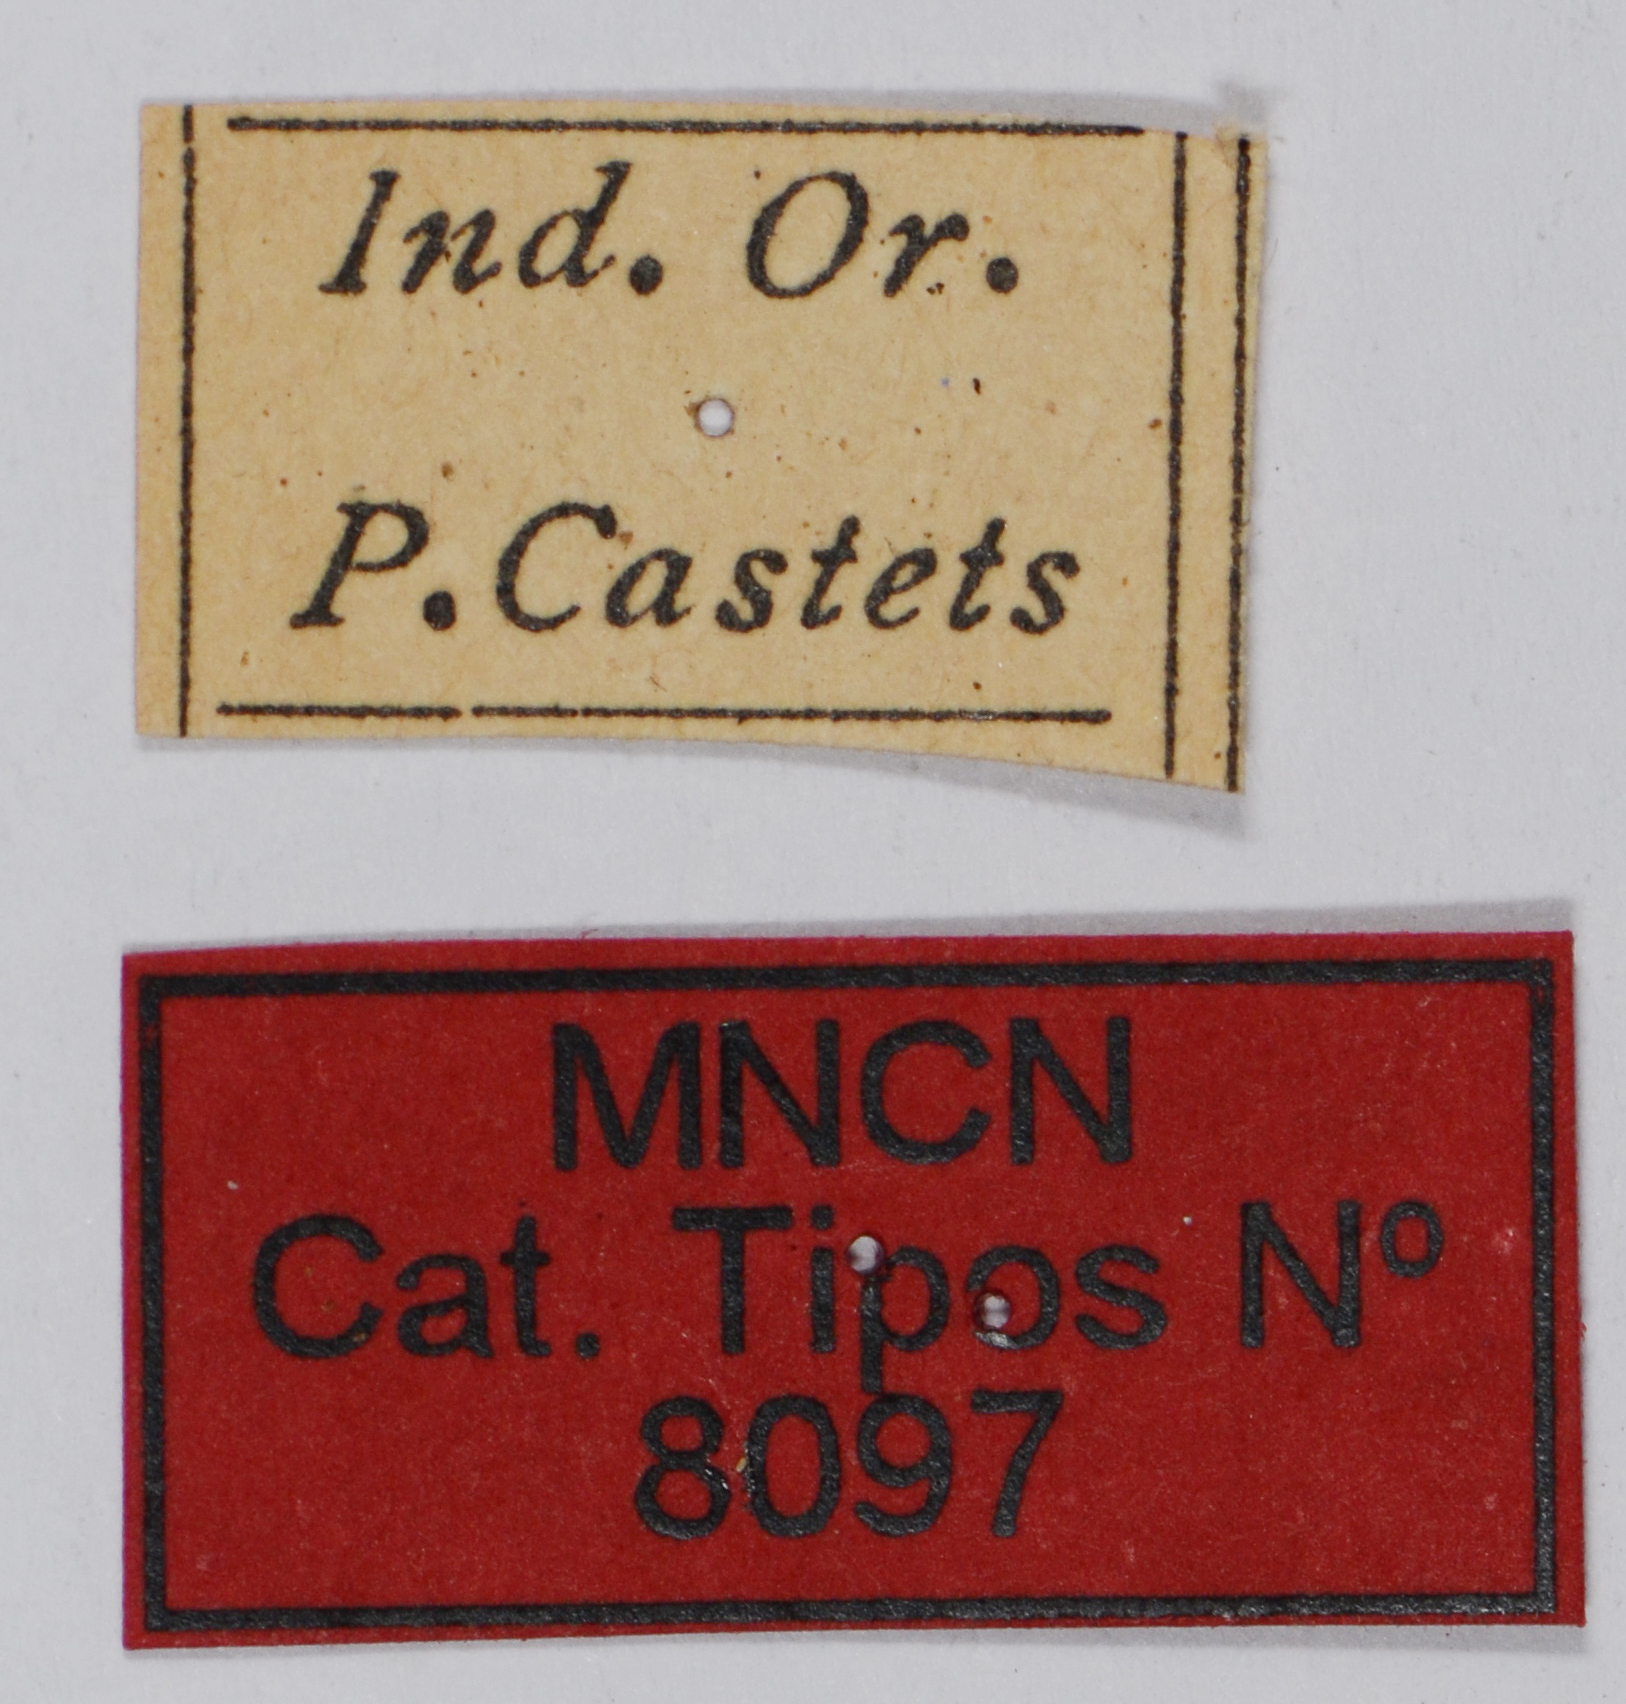 Ind. Or.
P. Castets
MNCN
Cat. Tipos Nº
8097